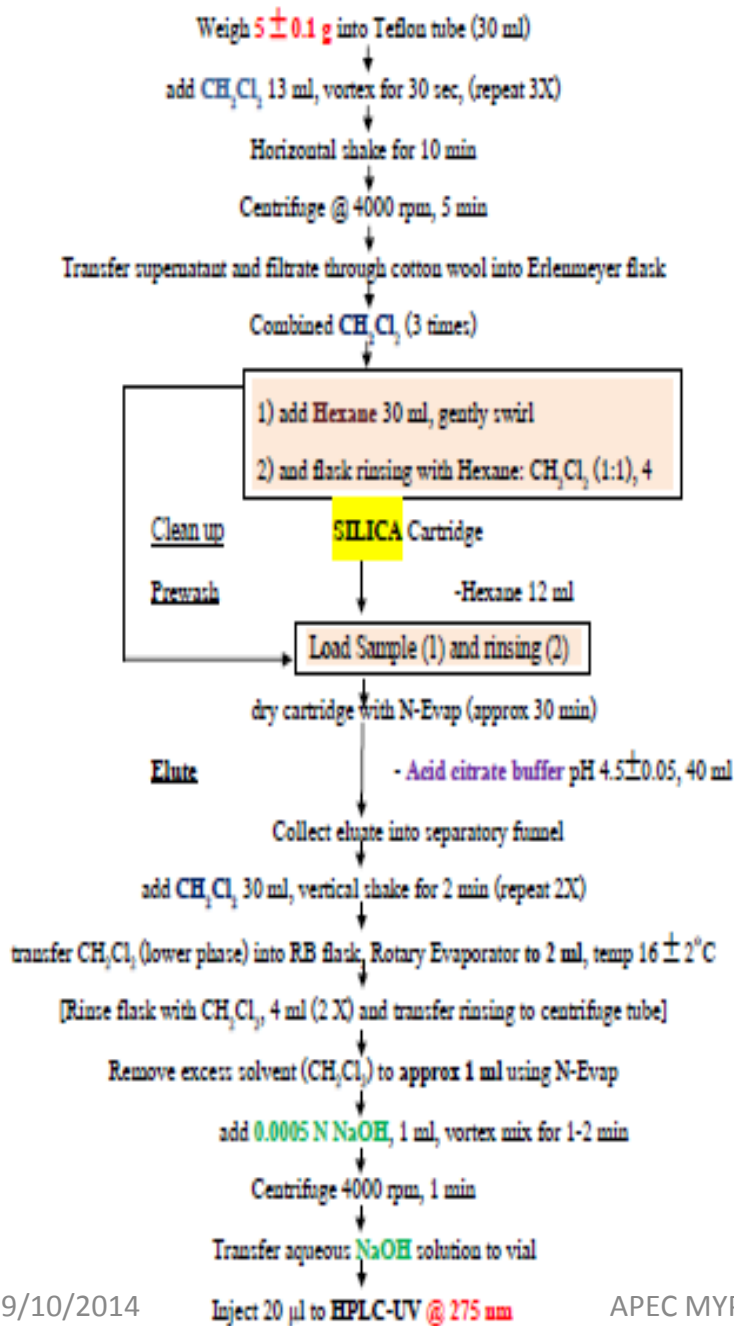 Weigh 5 ± 0.1 g into Teflon tube (30 ml)
add CH₂Cl₂ 13 ml, vortex for 30 sec, (repeat 3X)
Horizontal shake for 10 min
Centrifuge @ 4000 rpm, 5 min
Transfer supernatant and filtrate through cotton wool into Erlenmeyer flask
Combined CH₂Cl₂ (3 times)
1) add Hexane 30 ml, gently swirl
2) and flask rinsing with Hexane: CH₂Cl₂ (1:1), 4
Clean up SILICA Cartridge
Prewash -Hexane 12 ml
Load Sample (1) and rinsing (2)
dry cartridge with N-Evap (approx 30 min)
Elute - Acid citrate buffer pH 4.5±0.05, 40 ml
Collect eluate into separatory funnel
add CH₂Cl₂ 30 ml, vertical shake for 2 min (repeat 2X)
transfer CH₂Cl₂ (lower phase) into RB flask, Rotary Evaporator to 2 ml, temp 16 ± 2°C
[Rinse flask with CH₂Cl₂, 4 ml (2 X) and transfer rinsing to centrifuge tube]
Remove excess solvent (CH₂Cl₂) to approx 1 ml using N-Evap
add 0.0005 N NaOH, 1 ml, vortex mix for 1-2 min
Centrifuge 4000 rpm, 1 min
Transfer aqueous NaOH solution to vial
Inject 20 µl to HPLC-UV @ 275 nm
9/10/2014 APEC